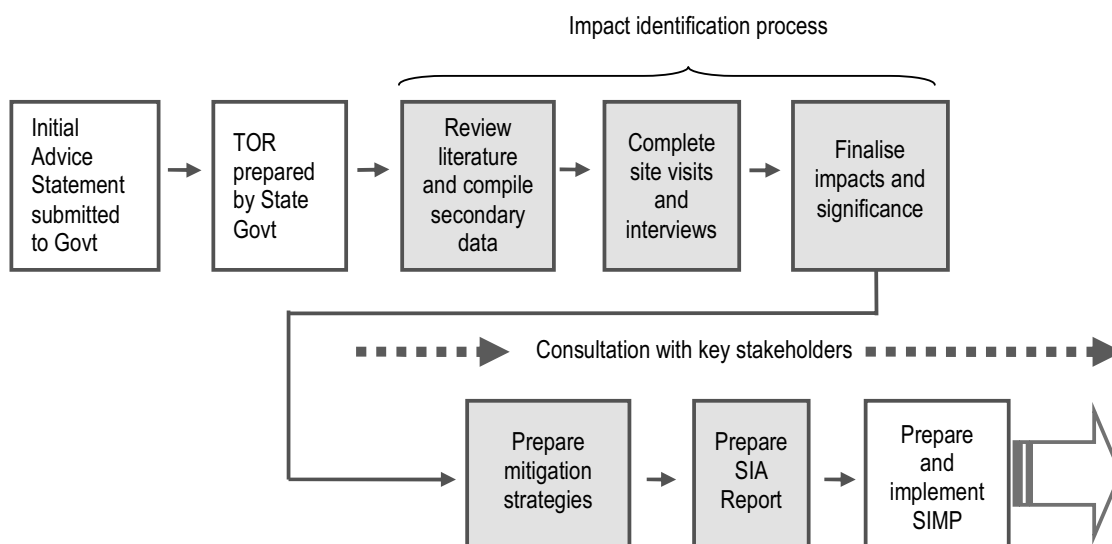 Impact identification process
Initial
Advice
Statement
submitted
to Govt
TOR
prepared
by State
Govt
Review
literature
and compile
secondary
data
Complete
site visits
and
interviews
Finalise
impacts and
significance
Consultation with key stakeholders
Prepare
mitigation
strategies
Prepare
SIA
Report
Prepare
and
implement
SIMP